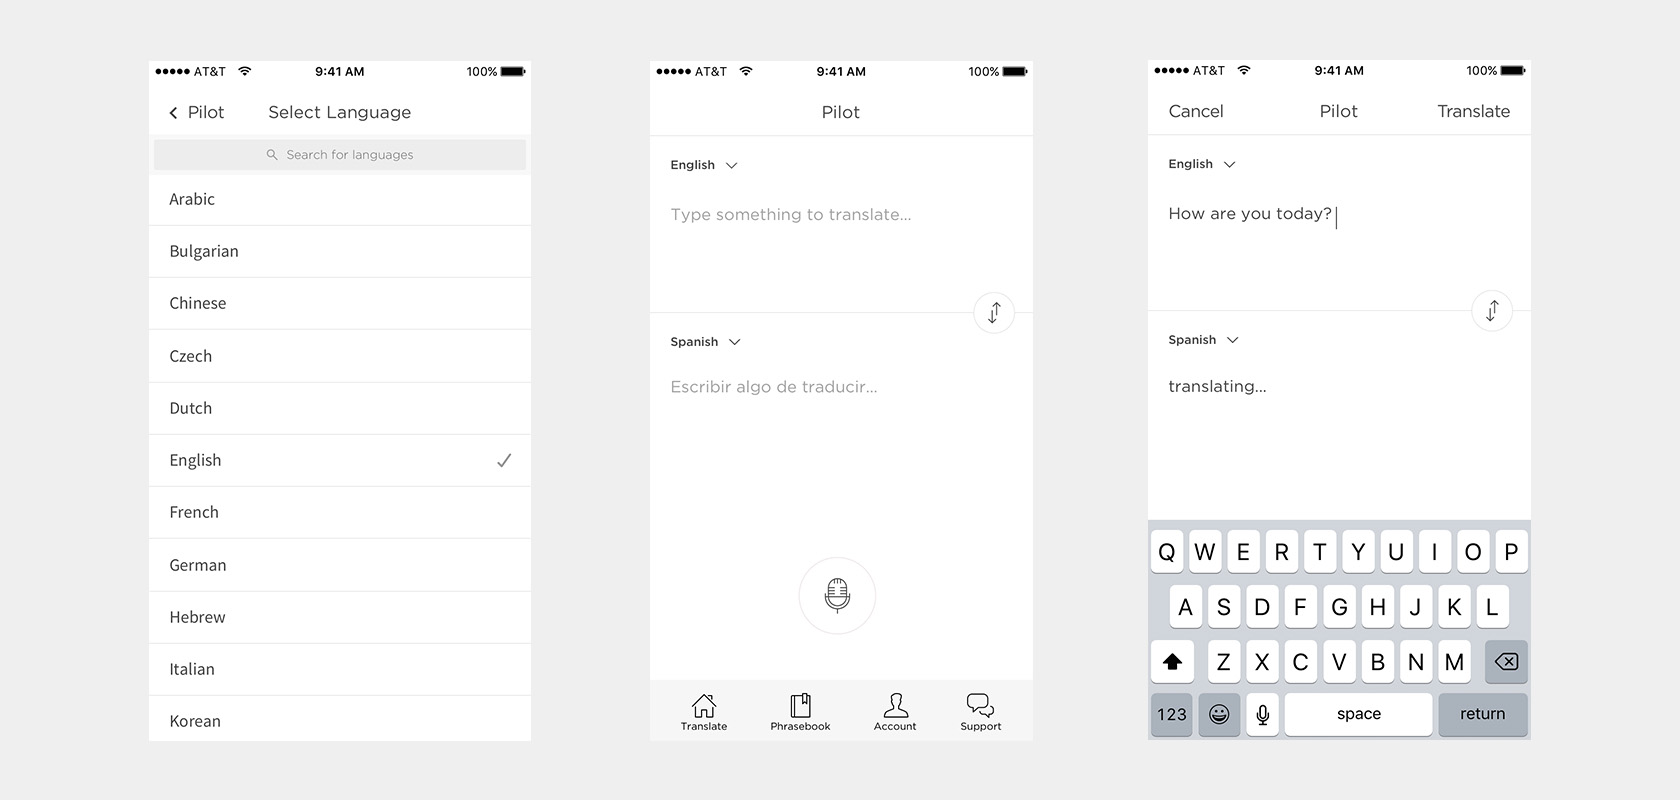 AT&T 9:41 AM 100%
Pilot Select Language
Search for languages
Arabic
Bulgarian
Chinese
Czech
Dutch
English
French
German
Hebrew
Italian
Korean
AT&T 9:41 AM 100%
Pilot
English
Type something to translate...
Spanish
Escribir algo de traducir...
Translate Phrasebook Account Support
AT&T 9:41 AM 100%
Cancel Pilot Translate
English
How are you today?
Spanish
translating...
Q W E R T Y U I O P
A S D F G H J K L
Z X C V B N M
123 space return